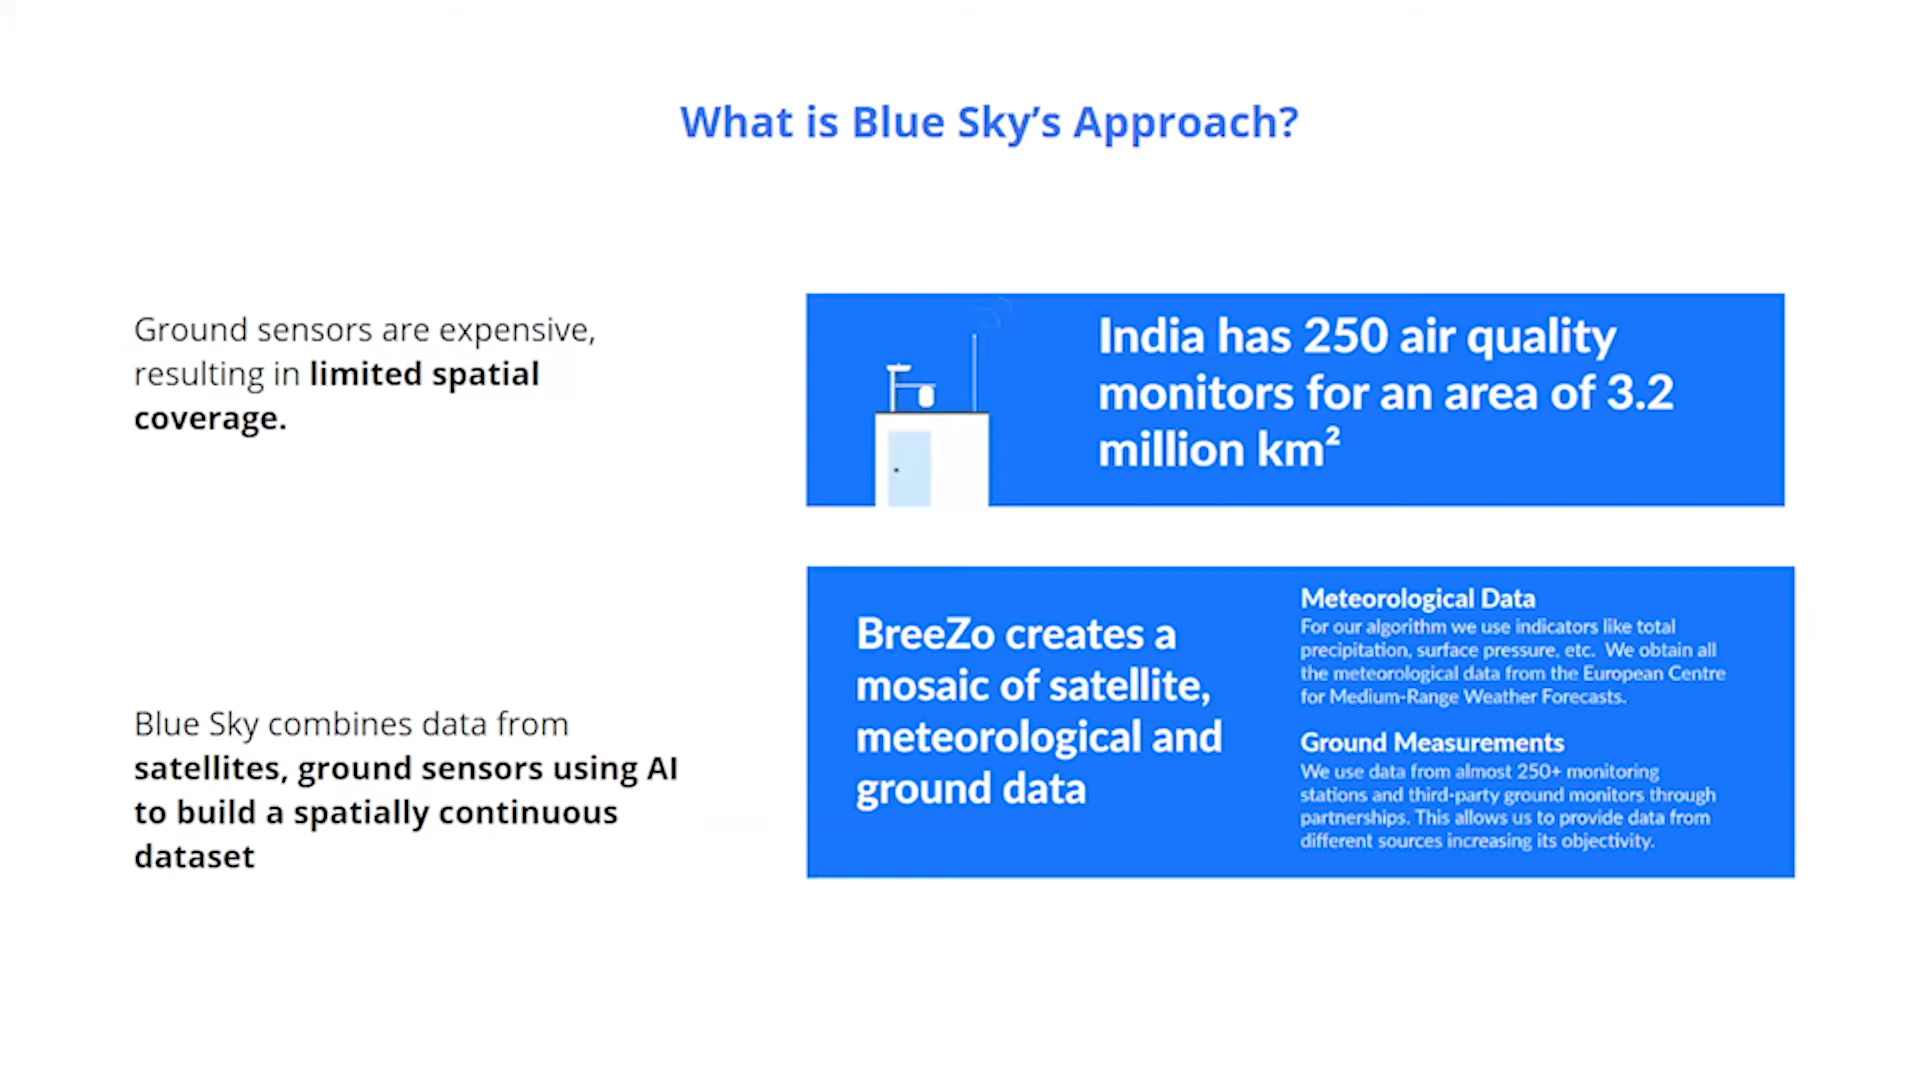 What is Blue Sky’s Approach?
Ground sensors are expensive,
resulting in limited spatial
coverage.
India has 250 air quality
monitors for an area of 3.2
million km²
Blue Sky combines data from
satellites, ground sensors using AI
to build a spatially continuous
dataset
BreeZo creates a
mosaic of satellite,
meteorological and
ground data
Meteorological Data
For our algorithm we use indicators like total
precipitation, surface pressure, etc.  We obtain all
the meteorological data from the European Centre
for Medium-Range Weather Forecasts.
Ground Measurements
We use data from almost 250+ monitoring
stations and third-party ground monitors through
partnerships. This allows us to provide data from
different sources increasing its objectivity.